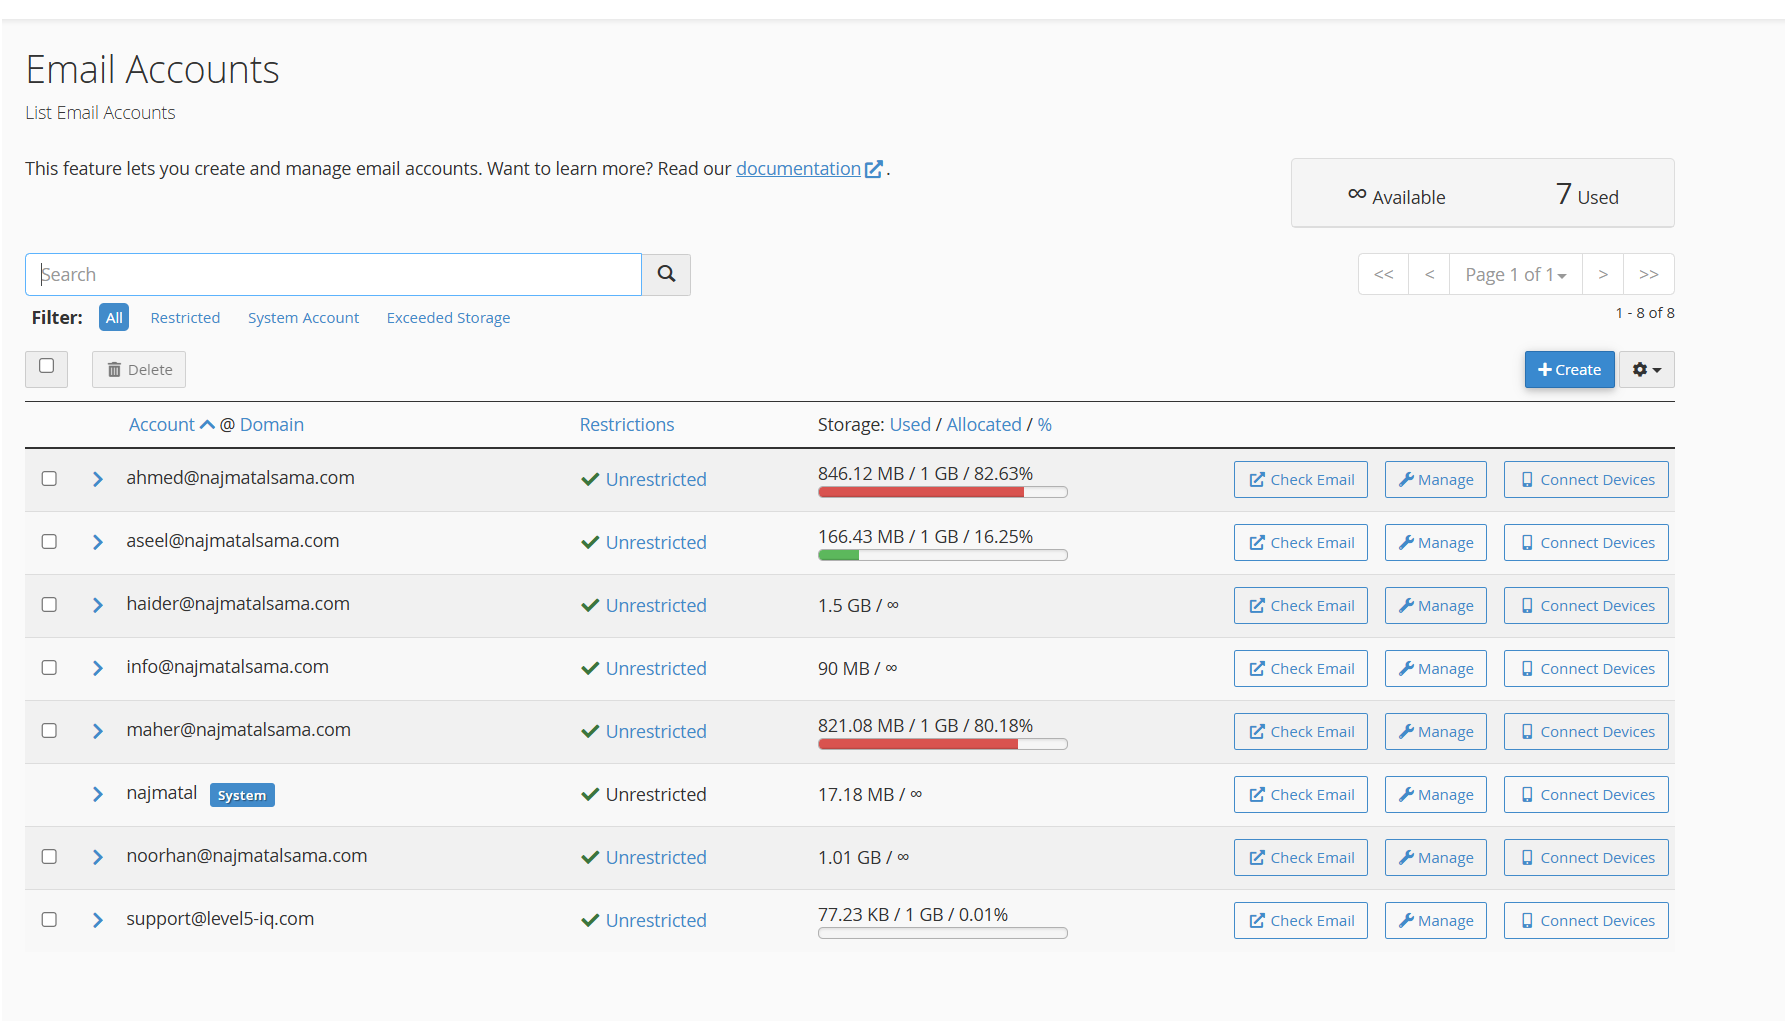 Email Accounts
List Email Accounts
This feature lets you create and manage email accounts. Want to learn more? Read our documentation .
∞ Available 7 Used
Search
<< < Page 1 of 1 > >>
Filter: All Restricted System Account Exceeded Storage
1 - 8 of 8
Delete
Create
Account @ Domain Restrictions Storage: Used / Allocated / %
ahmed@najmatalsama.com Unrestricted 846.12 MB / 1 GB / 82.63% Check Email Manage Connect Devices
aseel@najmatalsama.com Unrestricted 166.43 MB / 1 GB / 16.25% Check Email Manage Connect Devices
haider@najmatalsama.com Unrestricted 1.5 GB / ∞ Check Email Manage Connect Devices
info@najmatalsama.com Unrestricted 90 MB / ∞ Check Email Manage Connect Devices
maher@najmatalsama.com Unrestricted 821.08 MB / 1 GB / 80.18% Check Email Manage Connect Devices
najmatal System Unrestricted 17.18 MB / ∞ Check Email Manage Connect Devices
noorhan@najmatalsama.com Unrestricted 1.01 GB / ∞ Check Email Manage Connect Devices
support@level5-iq.com Unrestricted 77.23 KB / 1 GB / 0.01% Check Email Manage Connect Devices